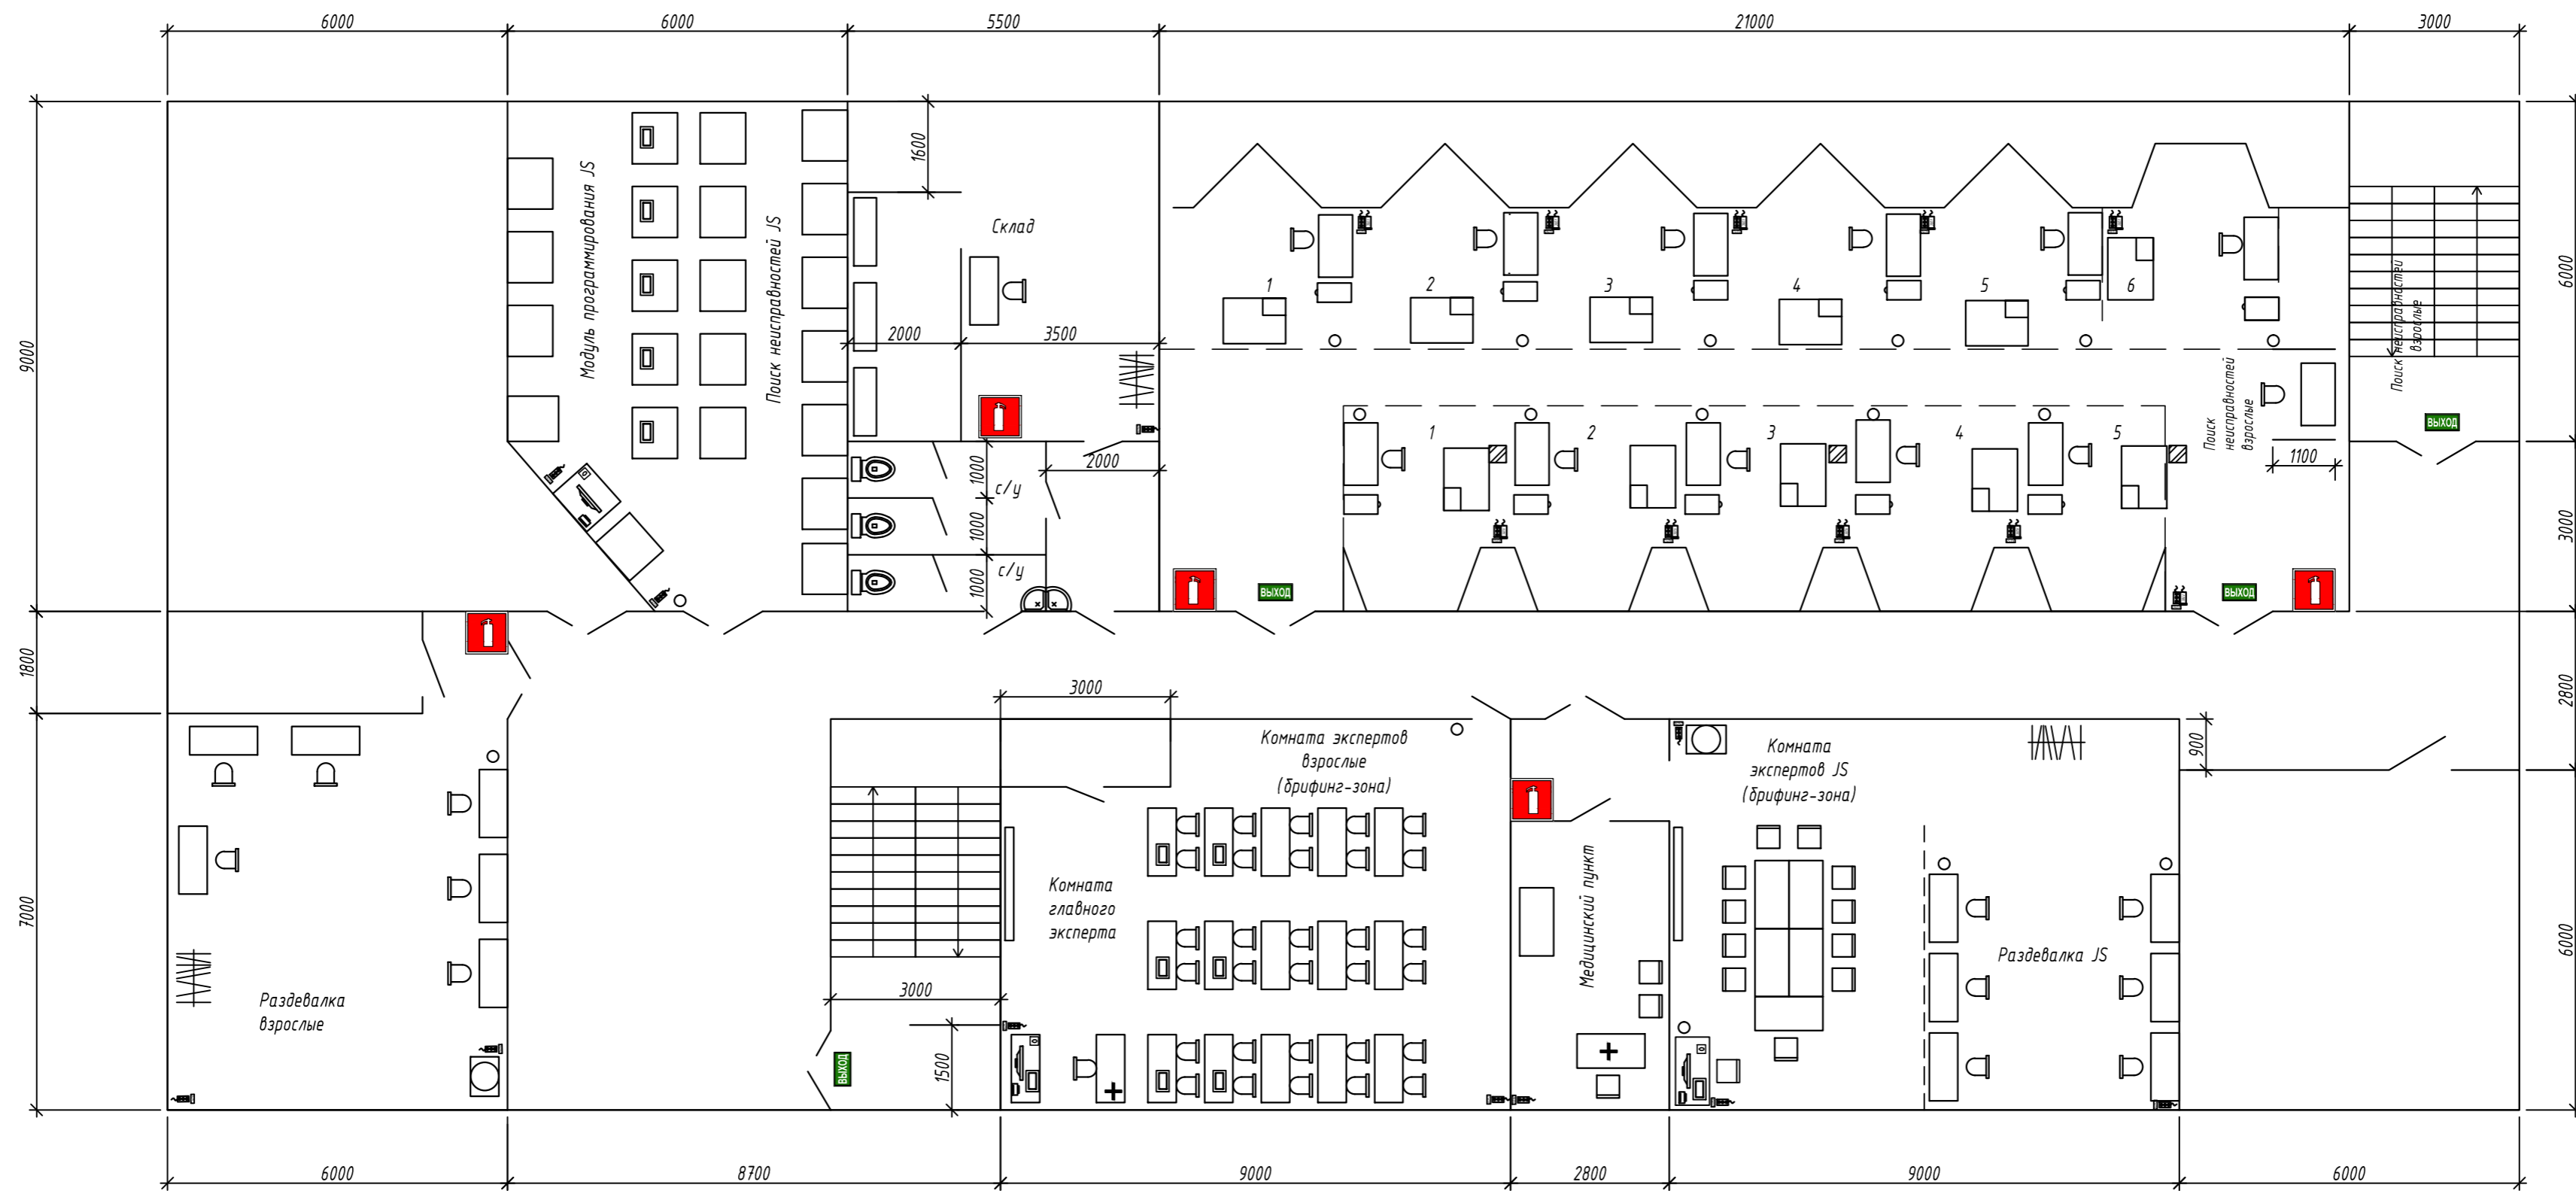 6000
6000
5500
21000
3000
9000
1800
7000
1600
Модуль программирования JS
Поиск неисправностей JS
Склад
2000
3500
1000
1000
1000
с/у
с/у
2000
1
2
3
4
5
6
1
2
3
4
5
Поиск неисправностей
взрослые
Поиск
неисправностей
взрослые
1100
ВЫХОД
ВЫХОД
ВЫХОД
6000
3000
2800
6000
3000
Комната экспертов
взрослые
(брифинг-зона)
Комната
экспертов JS
(брифинг-зона)
900
Комната
главного
эксперта
Медицинский пункт
Раздевалка JS
Раздевалка
взрослые
3000
1500
ВЫХОД
6000
8700
9000
2800
9000
6000